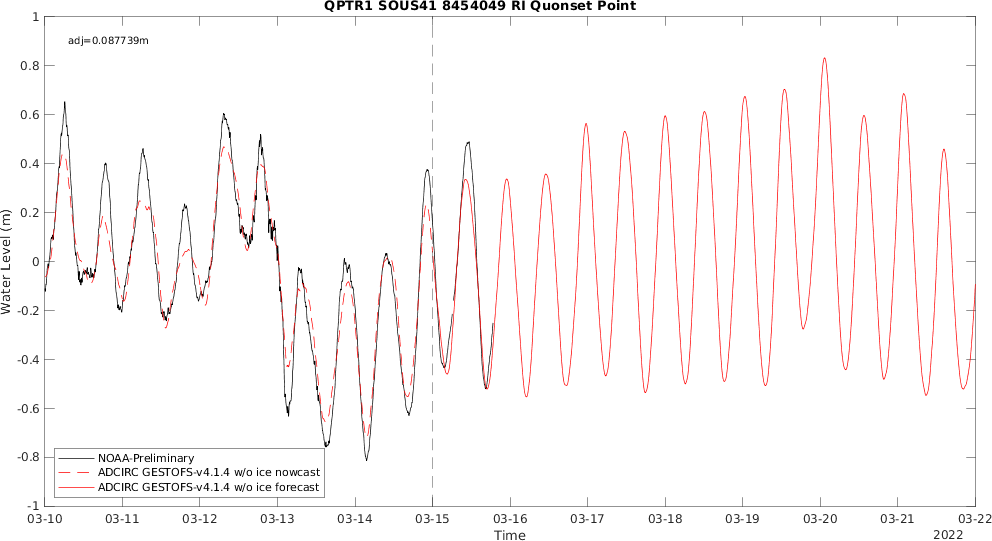 QPTR1 SOUS41 8454049 RI Quonset Point
adj=0.087739m
1
0.8
0.6
0.4
0.2
0
-0.2
-0.4
-0.6
-0.8
-1
Water Level (m)
NOAA-Preliminary
ADCIRC GESTOFS-v4.1.4 w/o ice nowcast
ADCIRC GESTOFS-v4.1.4 w/o ice forecast
03-10 03-11 03-12 03-13 03-14 03-15 03-16 03-17 03-18 03-19 03-20 03-21 03-22
Time
2022